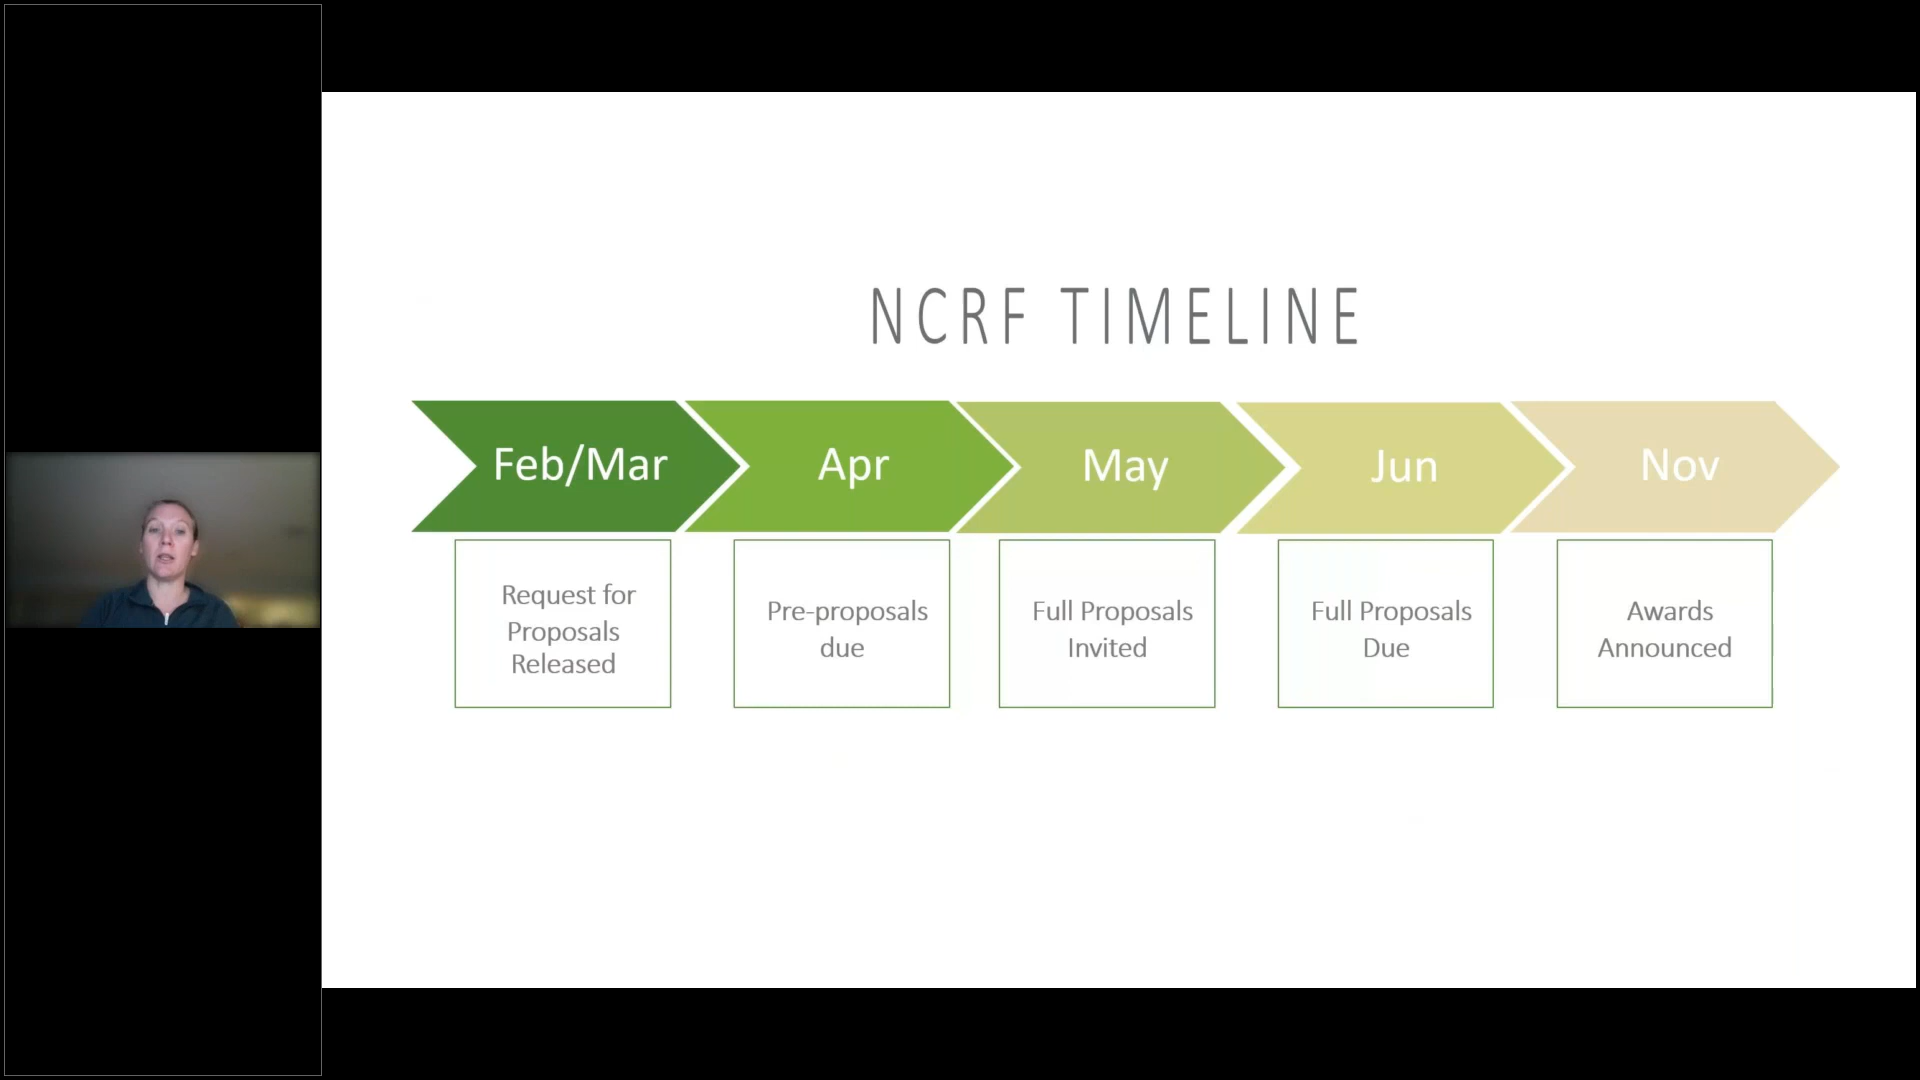 NCRF TIMELINE
Feb/Mar
Apr
May
Jun
Nov
Request for
Proposals
Released
Pre-proposals
due
Full Proposals
Invited
Full Proposals
Due
Awards
Announced